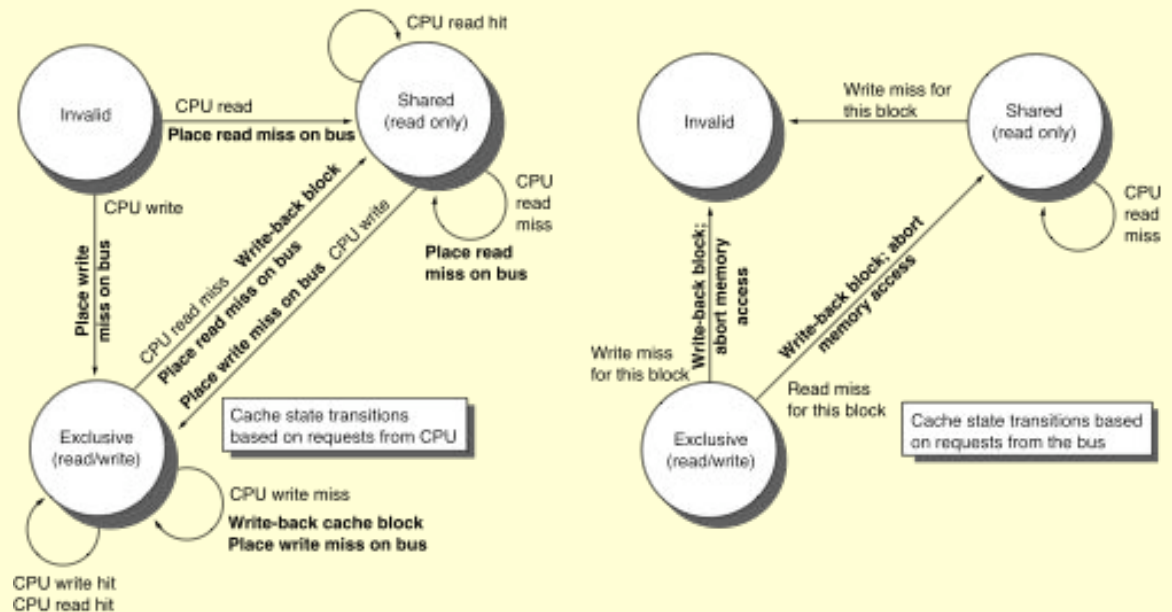 CPU read hit
Invalid
CPU read
Place read miss on bus
Shared
(read only)
CPU write
Place write
miss on bus
CPU read miss Write-back block
Place read miss on bus
Place write miss on bus CPU write
CPU
read
miss
Place read
miss on bus
Exclusive
(read/write)
Cache state transitions
based on requests from CPU
CPU write miss
Write-back cache block
Place write miss on bus
CPU write hit
CPU read hit
Invalid
Write miss for
this block
Shared
(read only)
CPU
read
miss
Write-back block;
abort memory
access
Write-back block; abort
memory access
Write miss
for this block
Read miss
for this block
Exclusive
(read/write)
Cache state transitions based
on requests from the bus